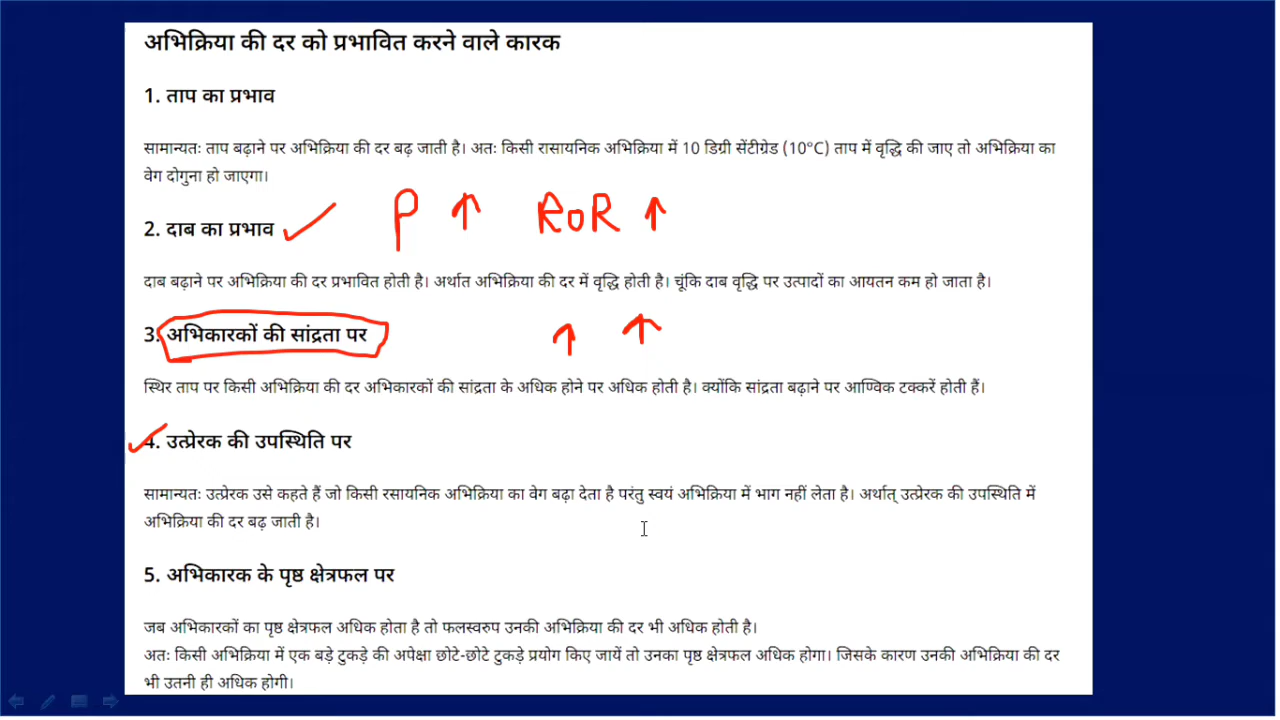 अभिक्रिया की दर को प्रभावित करने वाले कारक
1. ताप का प्रभाव
सामान्यतः ताप बढ़ाने पर अभिक्रिया की दर बढ़ जाती है। अतः किसी रासायनिक अभिक्रिया में 10 डिग्री सेंटीग्रेड (10°C) ताप में वृद्धि की जाए तो अभिक्रिया का
वेग दोगुना हो जाएगा।
P ↑ RoR ↑
2. दाब का प्रभाव
दाब बढ़ाने पर अभिक्रिया की दर प्रभावित होती है। अर्थात अभिक्रिया की दर में वृद्धि होती है। चूंकि दाब वृद्धि पर उत्पादों का आयतन कम हो जाता है।
3. अभिकारकों की सांद्रता पर ↑ ↑
स्थिर ताप पर किसी अभिक्रिया की दर अभिकारकों की सांद्रता के अधिक होने पर अधिक होती है। क्योंकि सांद्रता बढ़ाने पर आण्विक टक्करें होती हैं।
4. उत्प्रेरक की उपस्थिति पर
सामान्यतः उत्प्रेरक उसे कहते हैं जो किसी रसायनिक अभिक्रिया का वेग बढ़ा देता है परंतु स्वयं अभिक्रिया में भाग नहीं लेता है। अर्थात् उत्प्रेरक की उपस्थिति में
अभिक्रिया की दर बढ़ जाती है।
5. अभिकारक के पृष्ठ क्षेत्रफल पर
जब अभिकारकों का पृष्ठ क्षेत्रफल अधिक होता है तो फलस्वरुप उनकी अभिक्रिया की दर भी अधिक होती है।
अतः किसी अभिक्रिया में एक बड़े टुकड़े की अपेक्षा छोटे-छोटे टुकड़े प्रयोग किए जायें तो उनका पृष्ठ क्षेत्रफल अधिक होगा। जिसके कारण उनकी अभिक्रिया की दर
भी उतनी ही अधिक होगी।